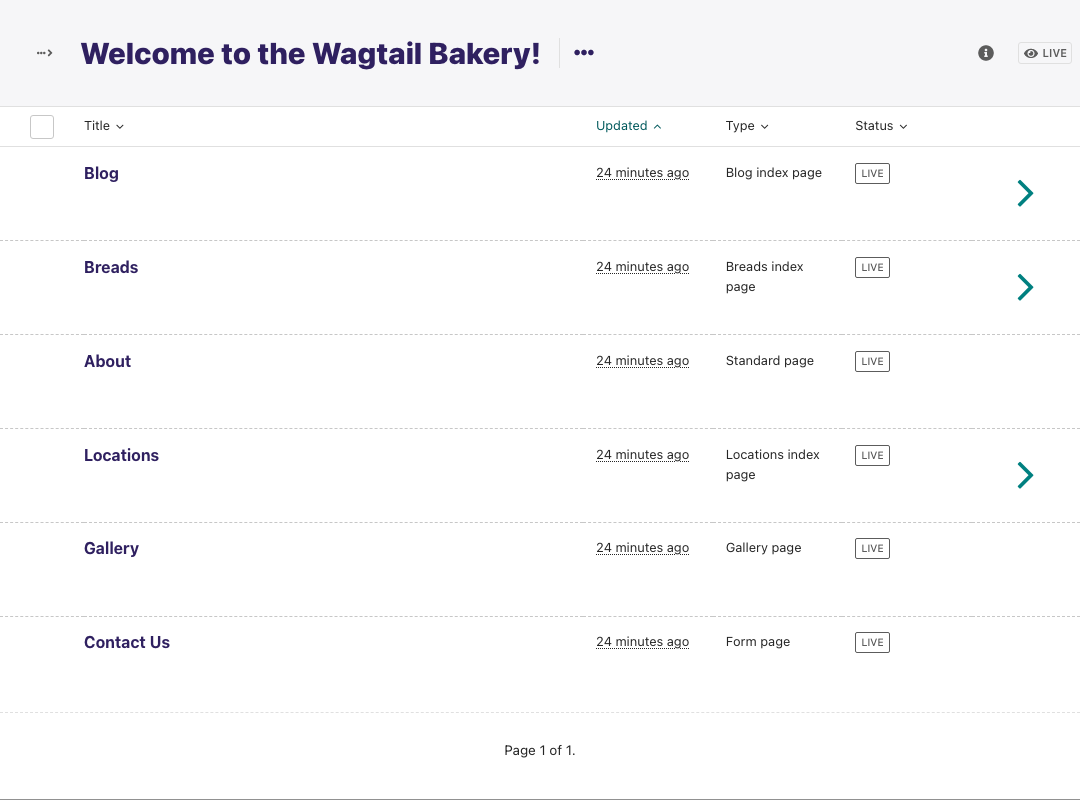 Welcome to the Wagtail Bakery!
LIVE
Title Updated Type Status
Blog 24 minutes ago Blog index page LIVE
Breads 24 minutes ago Breads index page LIVE
About 24 minutes ago Standard page LIVE
Locations 24 minutes ago Locations index page LIVE
Gallery 24 minutes ago Gallery page LIVE
Contact Us 24 minutes ago Form page LIVE
Page 1 of 1.